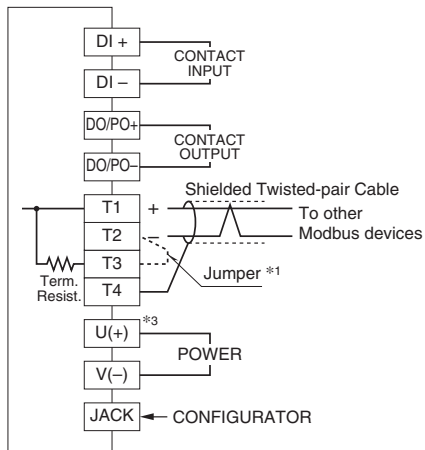 DI +
DI –
CONTACT
INPUT
DO/PO+
DO/PO–
CONTACT
OUTPUT
Shielded Twisted-pair Cable
T1
+
To other
T2
–
Modbus devices
T3
Term.
Resist.
Jumper *1
T4
U(+)
*3
POWER
V(–)
JACK
CONFIGURATOR